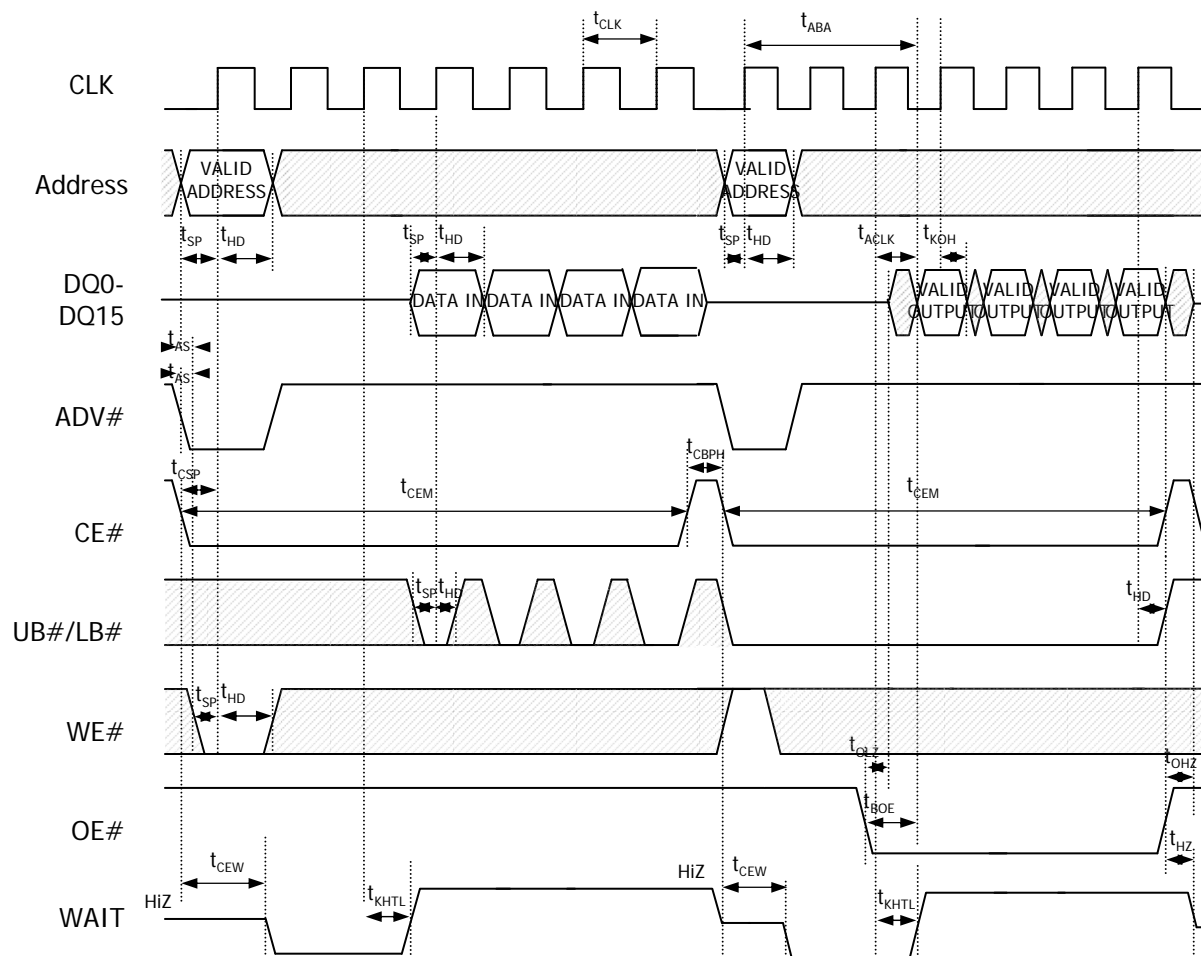 tCLK
tABA
CLK
VALID ADDRESS
VALID ADDRESS
Address
tSP
tHD
tSP
tHD
tSP
tHD
tACLK
tKOH
DQ0-
DQ15
DATA IN
DATA IN
DATA IN
DATA IN
VALID OUTPUT
VALID OUTPUT
VALID OUTPUT
VALID OUTPUT
tAS
tAS
ADV#
tCBPH
tCSP
tCEM
tCEM
CE#
tSP
tHD
tHD
UB#/LB#
tSP
tHD
WE#
tOLZ
tOHZ
tBOE
OE#
tHZ
tCEW
HiZ
tCEW
HiZ
tKHTL
tKHTL
WAIT